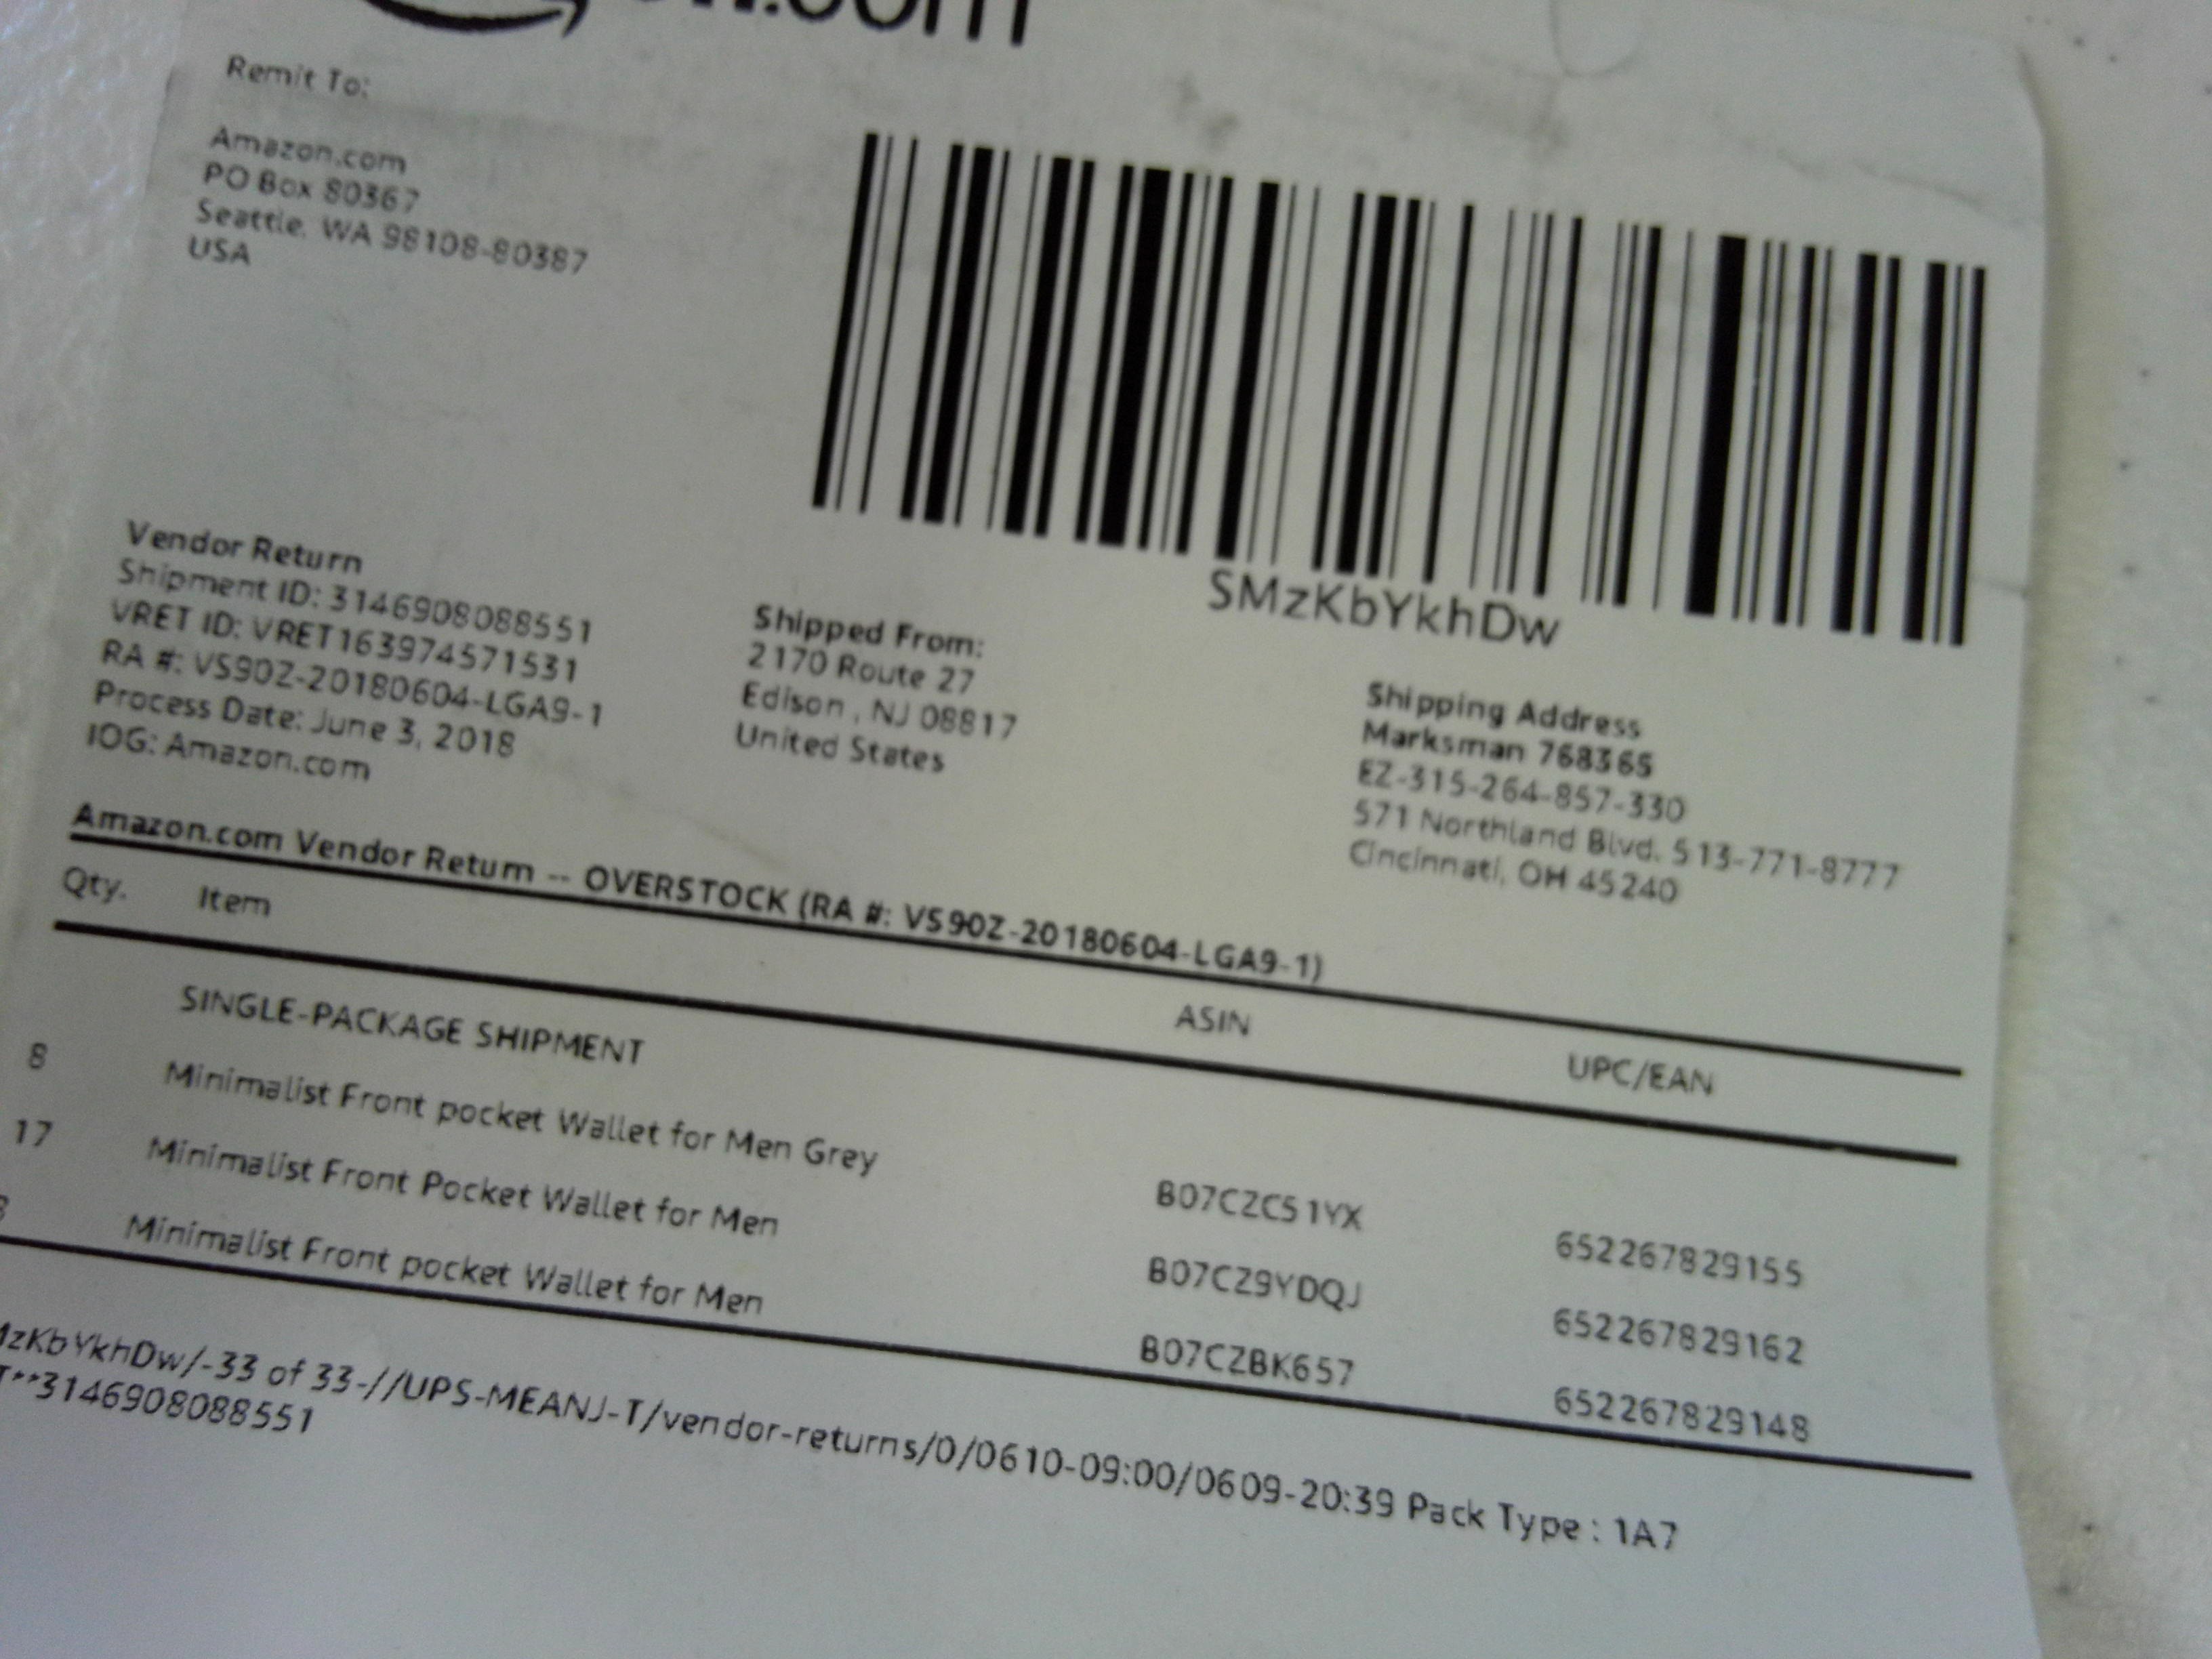 Remit To:
Amazon.com
PO Box 80367
Seattle, WA 98108-80387
USA
SMzKbYkhDw
Vendor Return
Shipment ID: 3146908088551
VRET ID: VRET163974571531
RA #: VS90Z-20180604-LGA9-1
Process Date: June 3, 2018
IOG: Amazon.com
Shipped From:
2170 Route 27
Edison , NJ 08817
United States
Shipping Address
Marksman 768365
EZ-315-264-857-330
571 Northland Blvd. 513-771-8777
Cincinnati, OH 45240
Amazon.com Vendor Return -- OVERSTOCK (RA #: VS90Z-20180604-LGA9-1)
Qty. Item ASIN UPC/EAN
SINGLE-PACKAGE SHIPMENT
8 Minimalist Front pocket Wallet for Men Grey B07CZC51YX 652267829155
17 Minimalist Front Pocket Wallet for Men B07CZ9YDQJ 652267829162
Minimalist Front pocket Wallet for Men B07CZBK657 652267829148
zKbYkhDw/-33 of 33-//UPS-MEANJ-T/vendor-returns/0/0610-09:00/0609-20:39 Pack Type : 1A7
**3146908088551